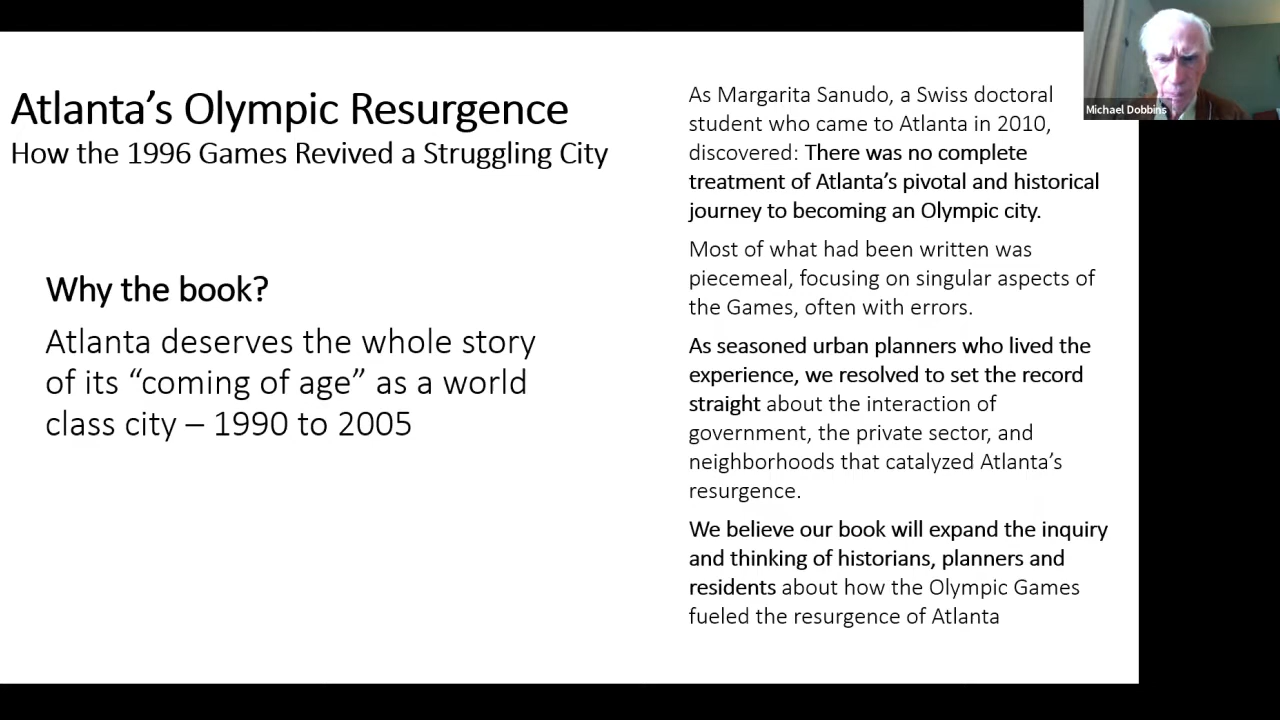 Atlanta’s Olympic Resurgence
How the 1996 Games Revived a Struggling City
Why the book?
Atlanta deserves the whole story
of its “coming of age” as a world
class city – 1990 to 2005
As Margarita Sanudo, a Swiss doctoral
student who came to Atlanta in 2010,
discovered: There was no complete
treatment of Atlanta’s pivotal and historical
journey to becoming an Olympic city.
Most of what had been written was
piecemeal, focusing on singular aspects of
the Games, often with errors.
As seasoned urban planners who lived the
experience, we resolved to set the record
straight about the interaction of
government, the private sector, and
neighborhoods that catalyzed Atlanta’s
resurgence.
We believe our book will expand the inquiry
and thinking of historians, planners and
residents about how the Olympic Games
fueled the resurgence of Atlanta
Michael Dobbins